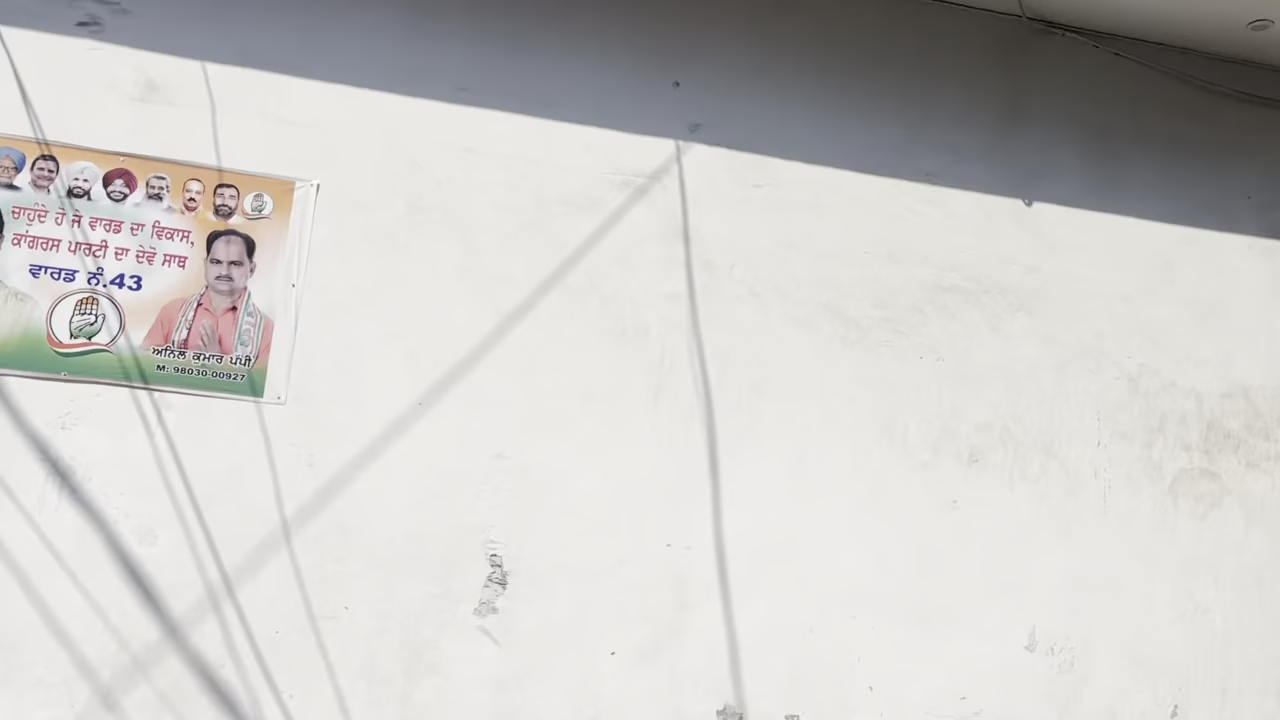 ਚਾਹੁੰਦੇ ਹੋ ਜੇ ਵਾਰਡ ਦਾ ਵਿਕਾਸ,
ਕਾਂਗਰਸ ਪਾਰਟੀ ਦਾ ਦੇਵੋ ਸਾਥ
ਵਾਰਡ ਨੰ.43
ਅਨਿਲ ਕੁਮਾਰ ਪੱਪੀ
M: 98030-00927